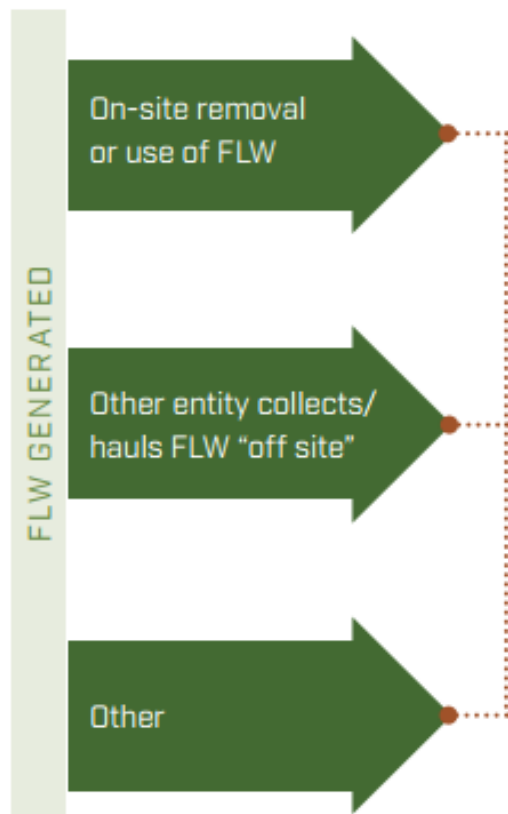 FLW GENERATED
On-site removal
or use of FLW
Other entity collects/
hauls FLW “off site”
Other